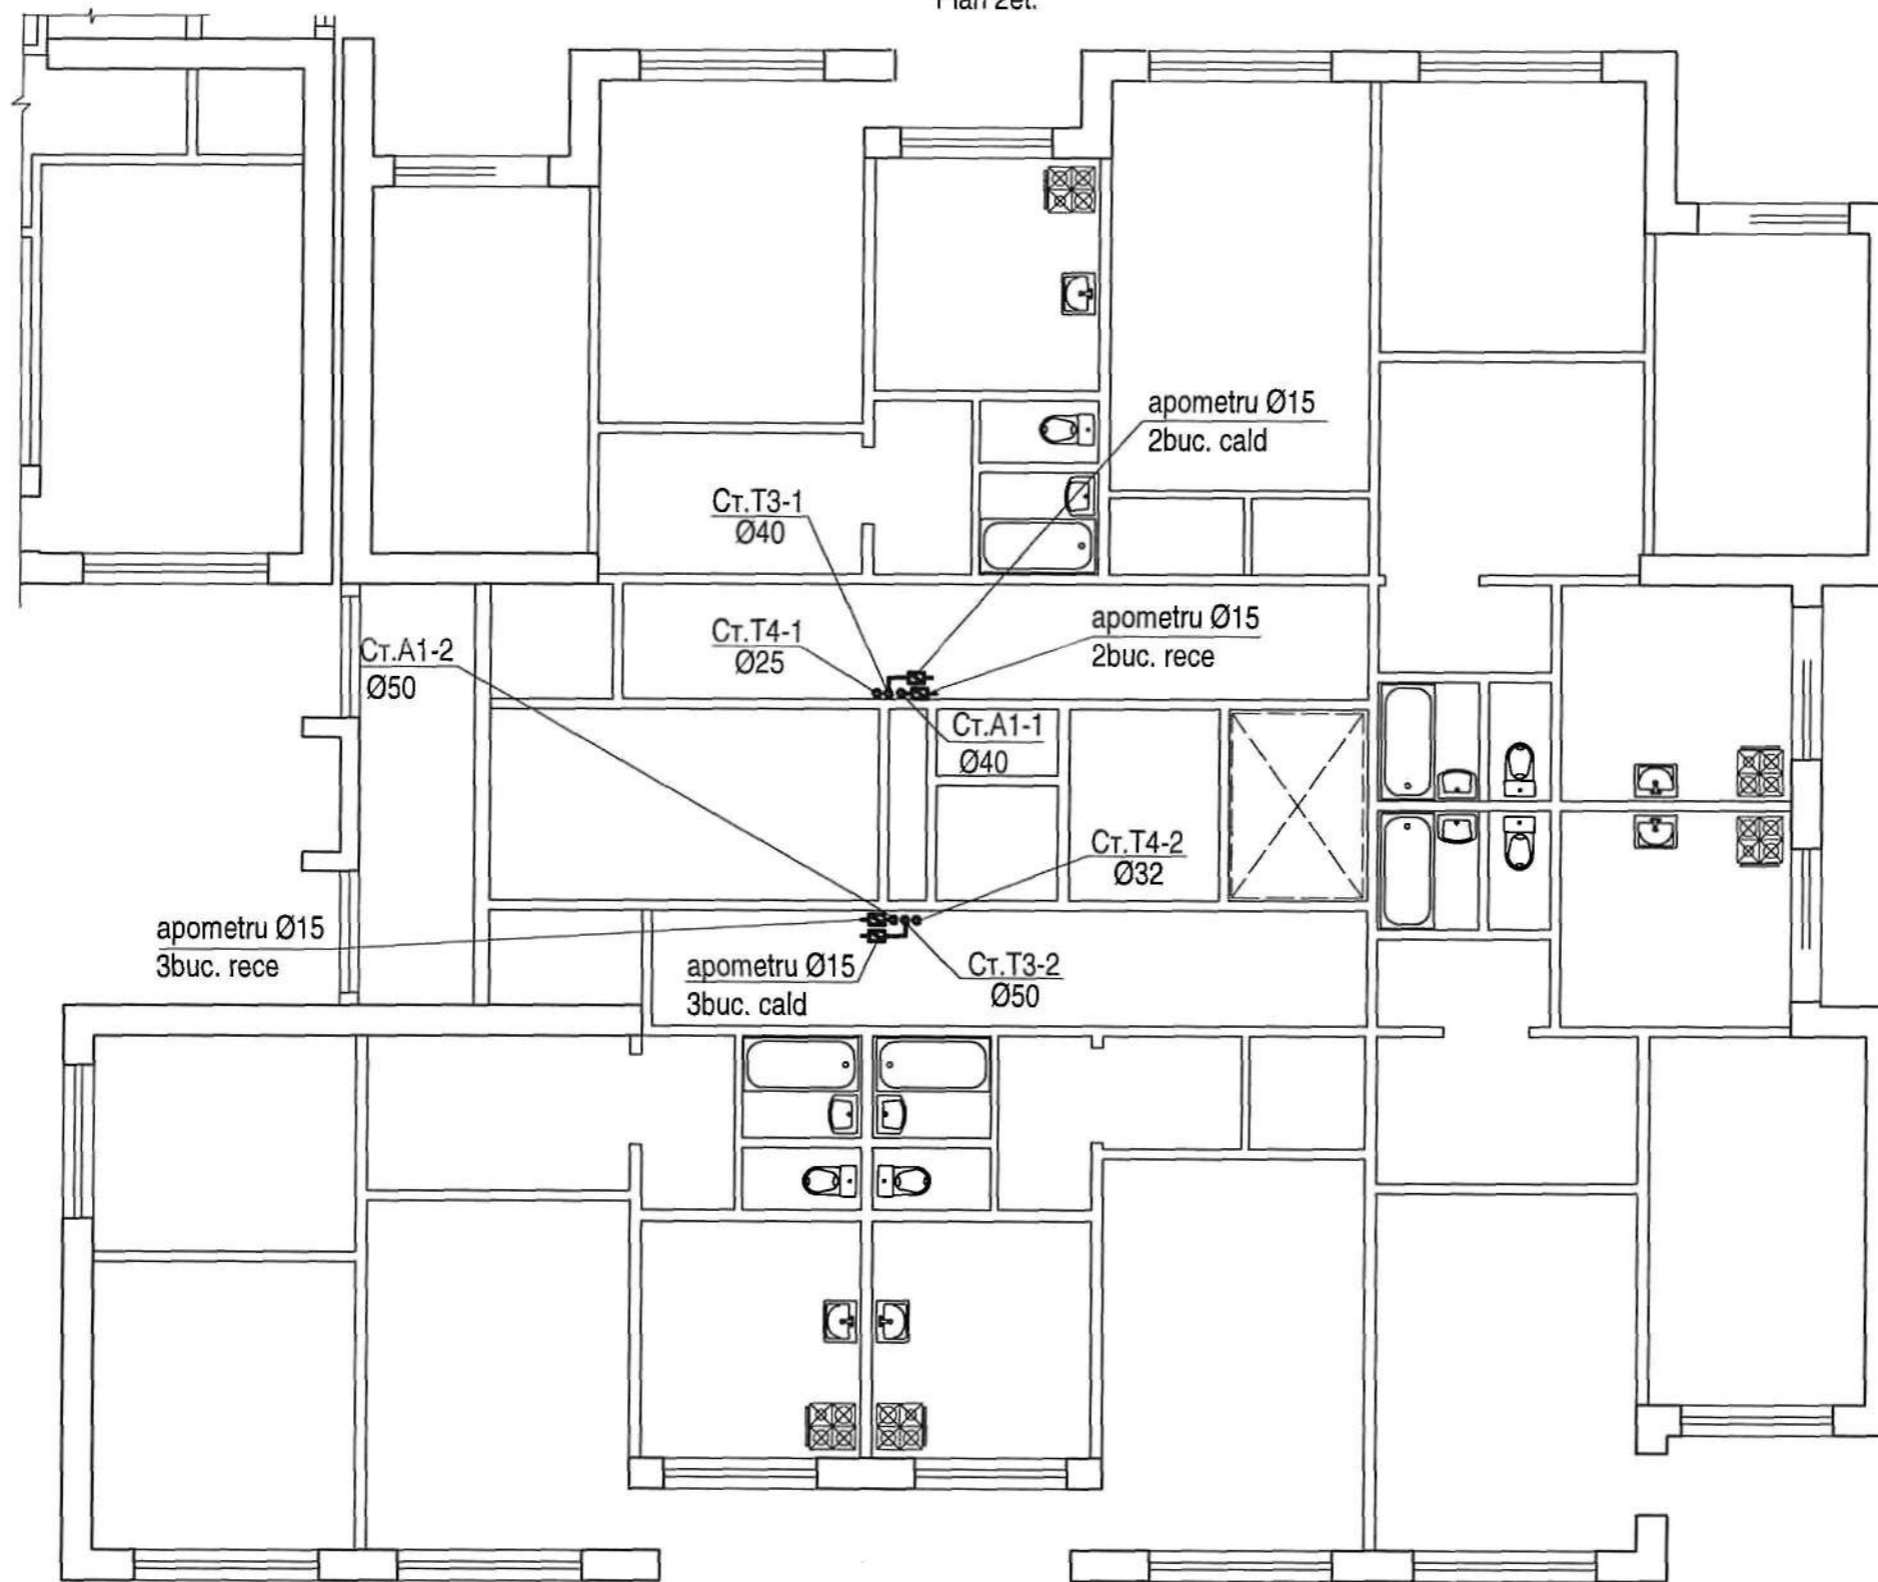 Plan 2et.
apometru Ø15
2buc. cald
Ст.Т3-1
Ø40
apometru Ø15
2buc. rece
Ст.Т4-1
Ø25
Ст.А1-2
Ø50
Ст.А1-1
Ø40
Ст.Т4-2
Ø32
apometru Ø15
3buc. rece
apometru Ø15
3buc. cald
Ст.Т3-2
Ø50